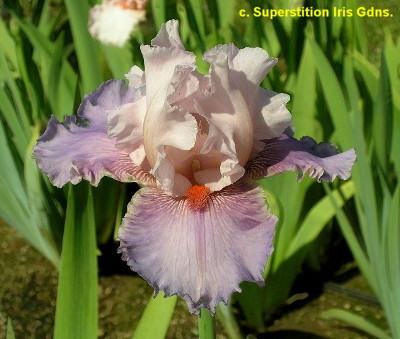 c. Superstition Iris Gdns.